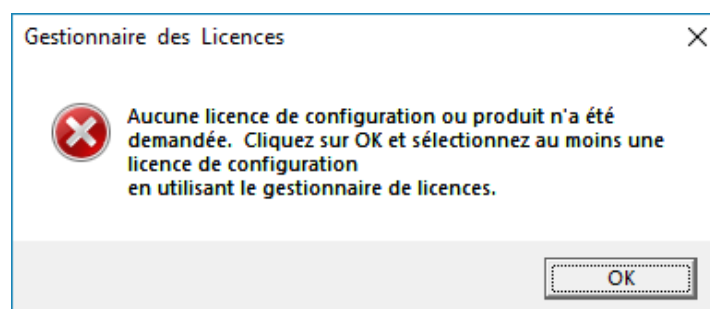 Gestionnaire des Licences
Aucune licence de configuration ou produit n'a été
demandée. Cliquez sur OK et sélectionnez au moins une
licence de configuration
en utilisant le gestionnaire de licences.
OK